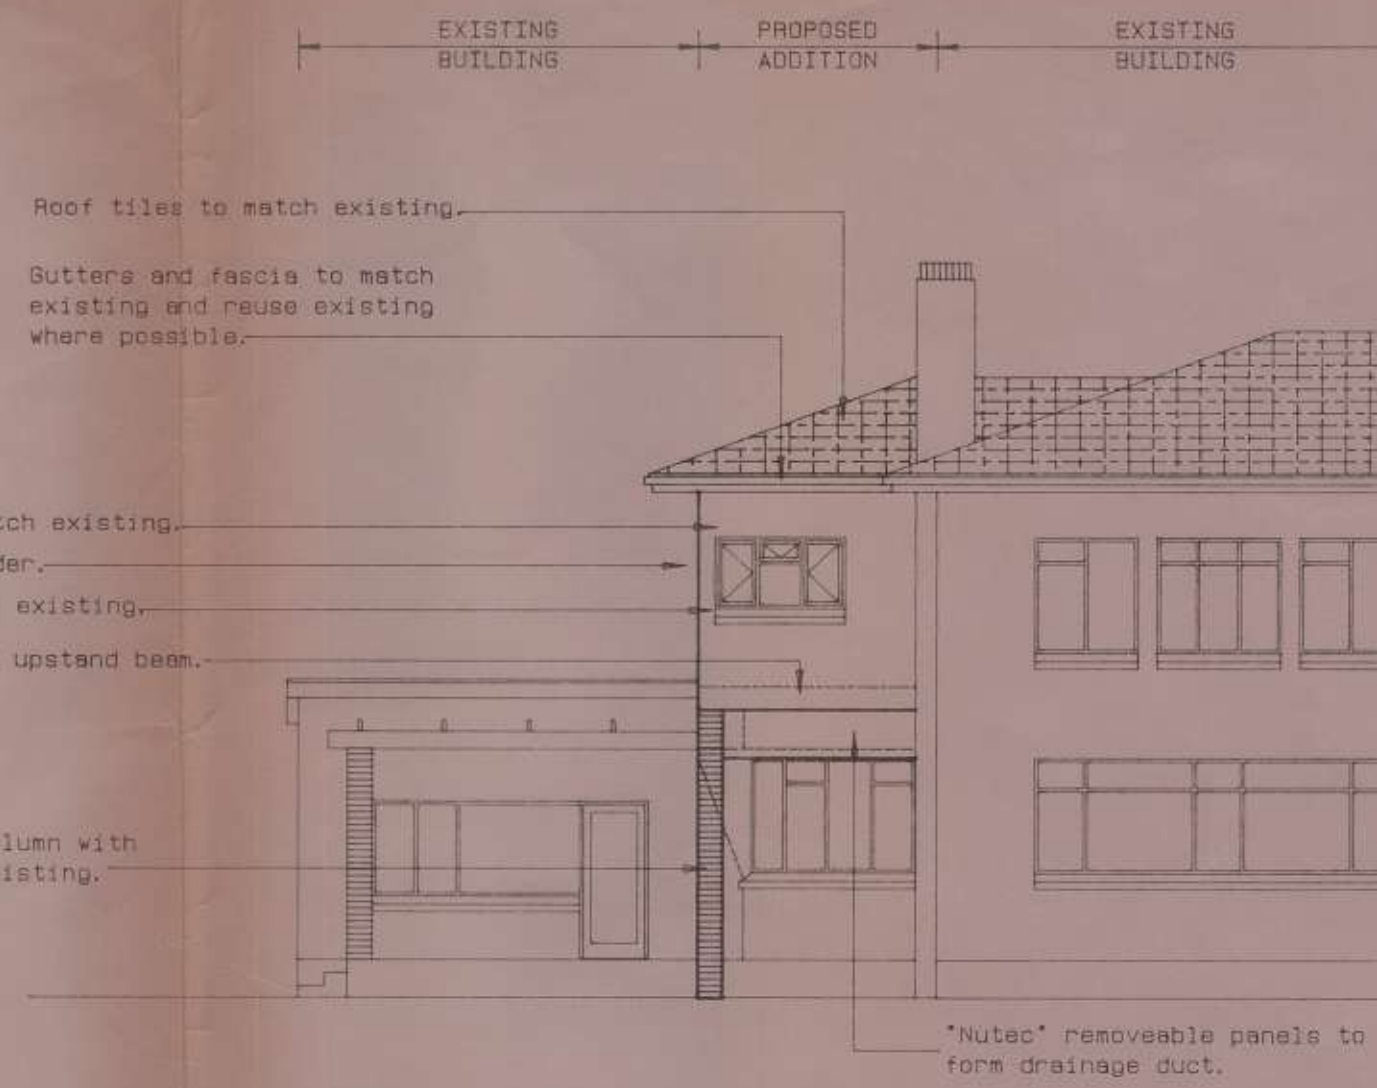 EXISTING
BUILDING
PROPOSED
ADDITION
EXISTING
BUILDING
Roof tiles to match existing.
Gutters and fascia to match
existing and reuse existing
where possible.
existing.
existing.
upstand beam.
with
"Nutec" removeable panels to
form drainage duct.